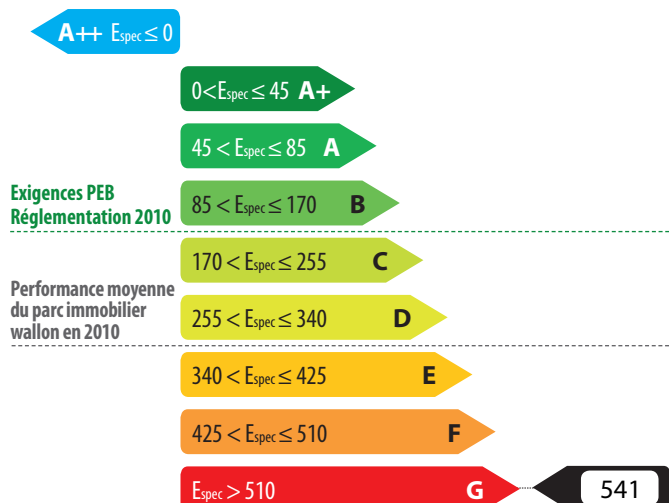 A++ Espec ≤ 0
0<Espec ≤ 45 A+
45 < Espec ≤ 85 A
Exigences PEB
Réglementation 2010
85 < Espec ≤ 170 B
170 < Espec ≤ 255 C
Performance moyenne
du parc immobilier
wallon en 2010
255 < Espec ≤ 340 D
340 < Espec ≤ 425 E
425 < Espec ≤ 510 F
Espec > 510 G 541